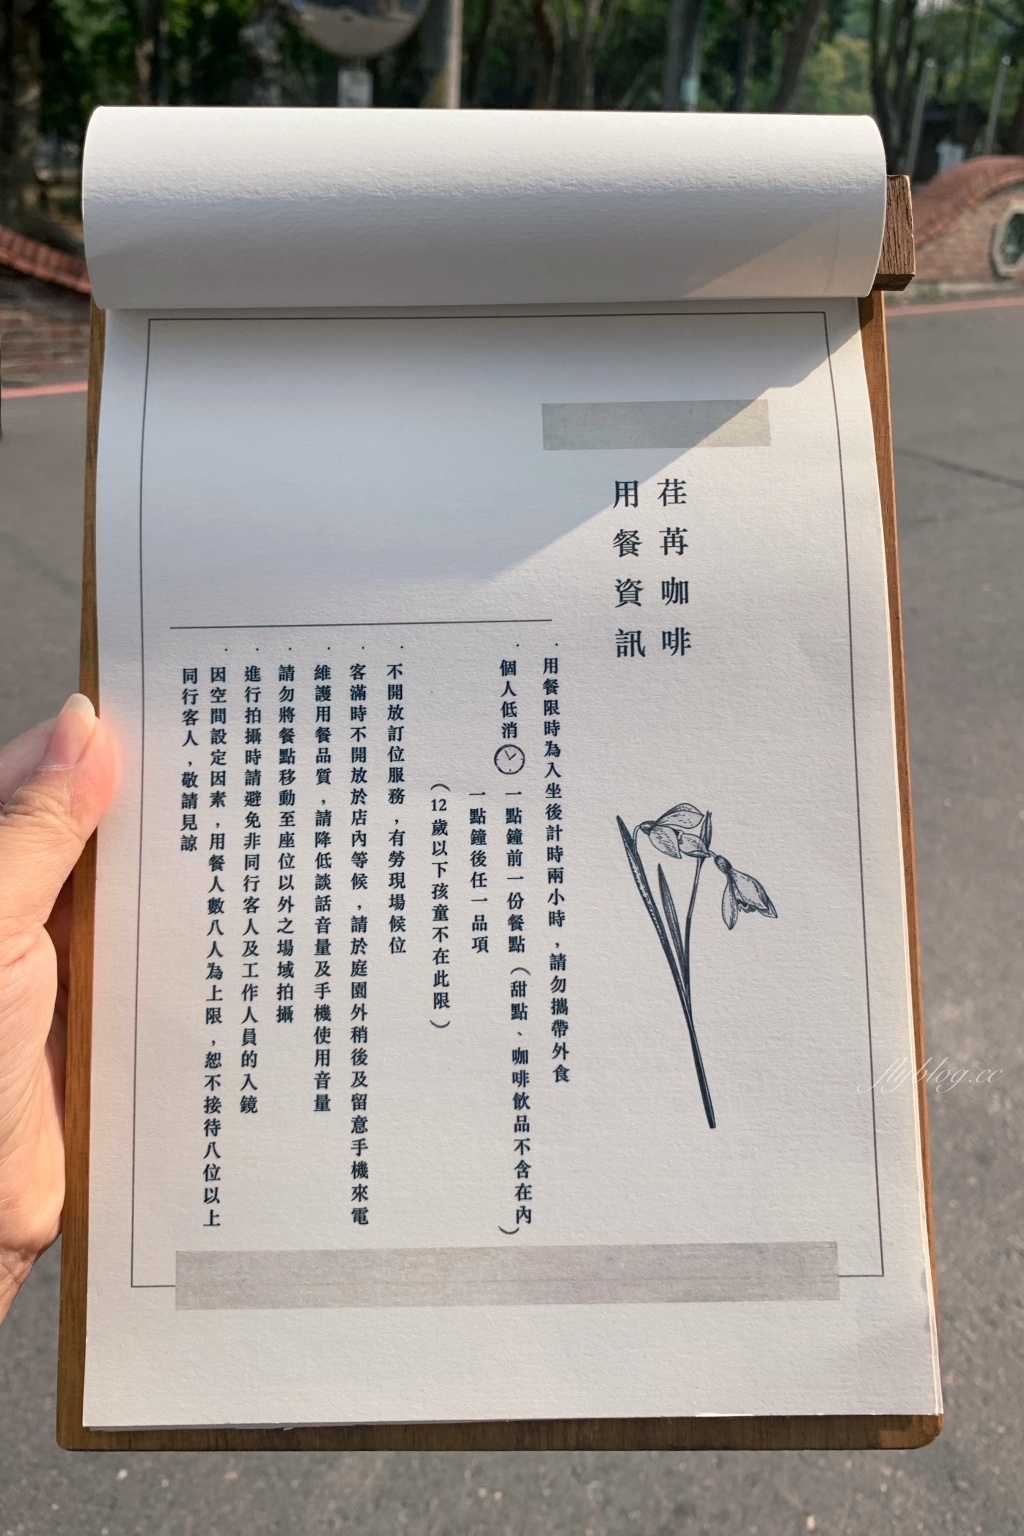 荏苒咖啡
用餐資訊
·用餐限時為入坐後計時兩小時，請勿攜帶外食
·個人低消 一點鐘前一份餐點（甜點、咖啡飲品不含在內）
一點鐘後任一品項
（12歲以下孩童不在此限）
·不開放訂位服務，有勞現場候位
·客滿時不開放於店內等候，請於庭園外稍後及留意手機來電
·維護用餐品質，請降低談話音量及手機使用音量
·請勿將餐點移動至座位以外之場域拍攝
·進行拍攝時請避免非同行客人及工作人員的入鏡
·因空間設定因素，用餐人數八人為上限，恕不接待八位以上
同行客人，敬請見諒
flyblog.cc